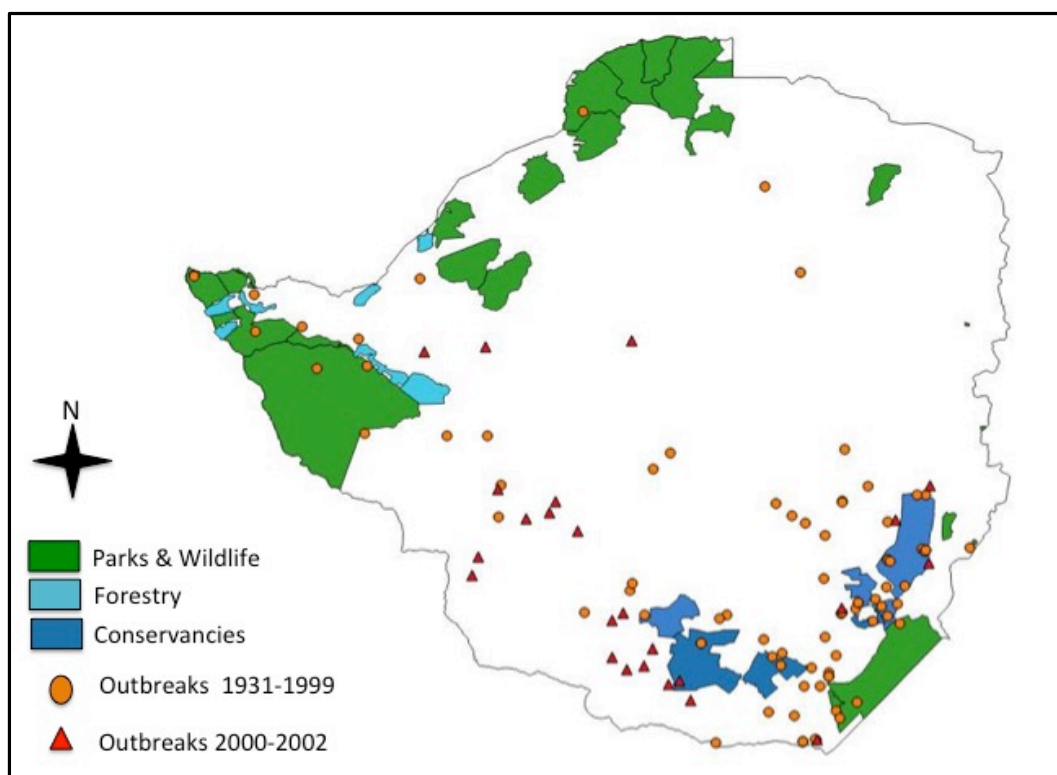 N
Parks & Wildlife
Forestry
Conservancies
Outbreaks 1931-1999
Outbreaks 2000-2002